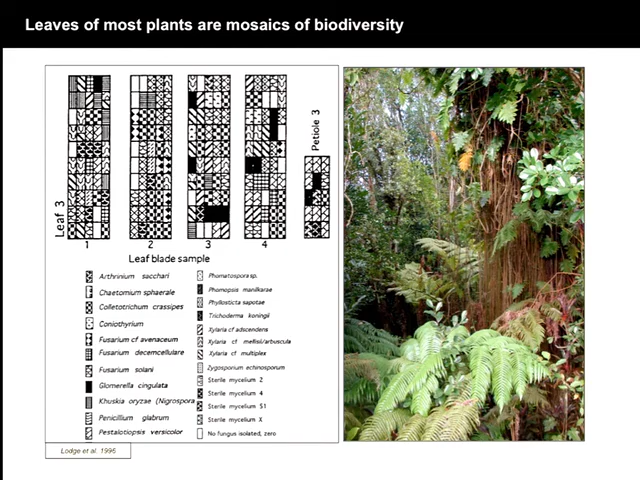 Leaves of most plants are mosaics of biodiversity
Leaf 3
Petiole 3
1 2 3 4
Leaf blade sample
Arthrinium sacchari
Chaetomium sphaerale
Colletotrichum crassipes
Coniothyrium
Fusarium cf avenaceum
Fusarium decemcellulare
Fusarium solani
Glomerella cingulata
Khuskia oryzae (Nigrospora
Penicillium glabrum
Pestalotiopsis versicolor
Phomatospora sp.
Phomopsis manilkarae
Phyllosticta sapotae
Trichoderma koningii
Xylaria cf adscendens
Xylaria cf mellisii/arbuscula
Xylaria cf multiplex
Zygosporium echinosporum
Sterile mycelium 2
Sterile mycelium 4
Sterile mycelium S1
Sterile mycelium X
No fungus isolated, zero
Lodge et al. 1996